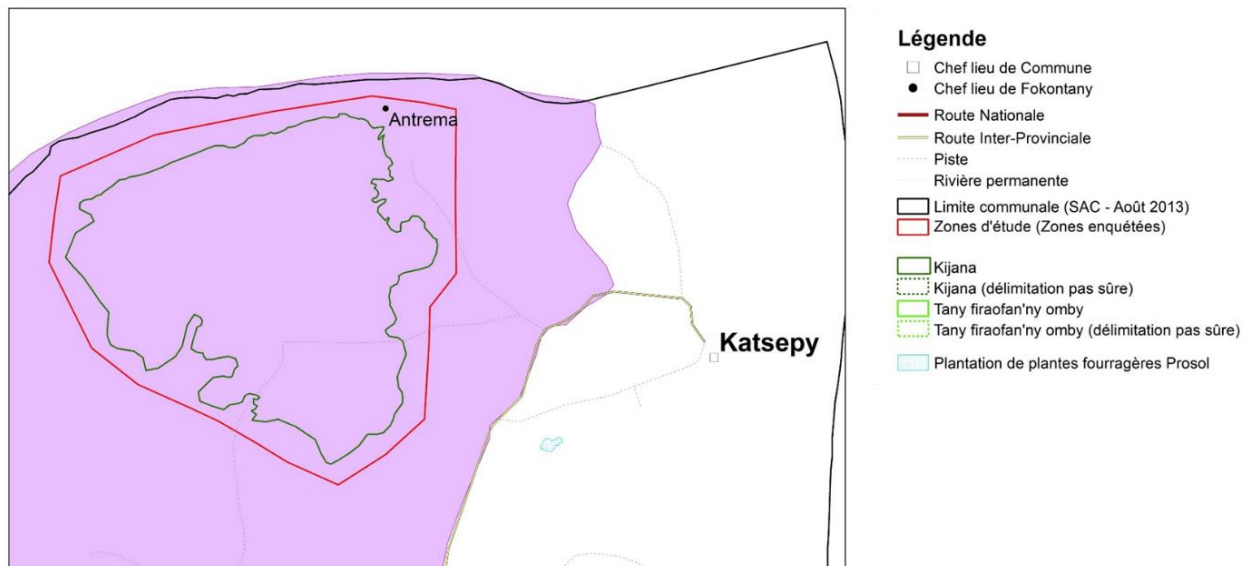 Antrema
Katsepy
Légende
Chef lieu de Commune
Chef lieu de Fokontany
Route Nationale
Route Inter-Provinciale
Piste
Rivière permanente
Limite communale (SAC - Août 2013)
Zones d'étude (Zones enquétées)
Kijana
Kijana (délimitation pas sûre)
Tany firaofan'ny omby
Tany firaofan'ny omby (délimitation pas sûre)
Plantation de plantes fourragères Prosol